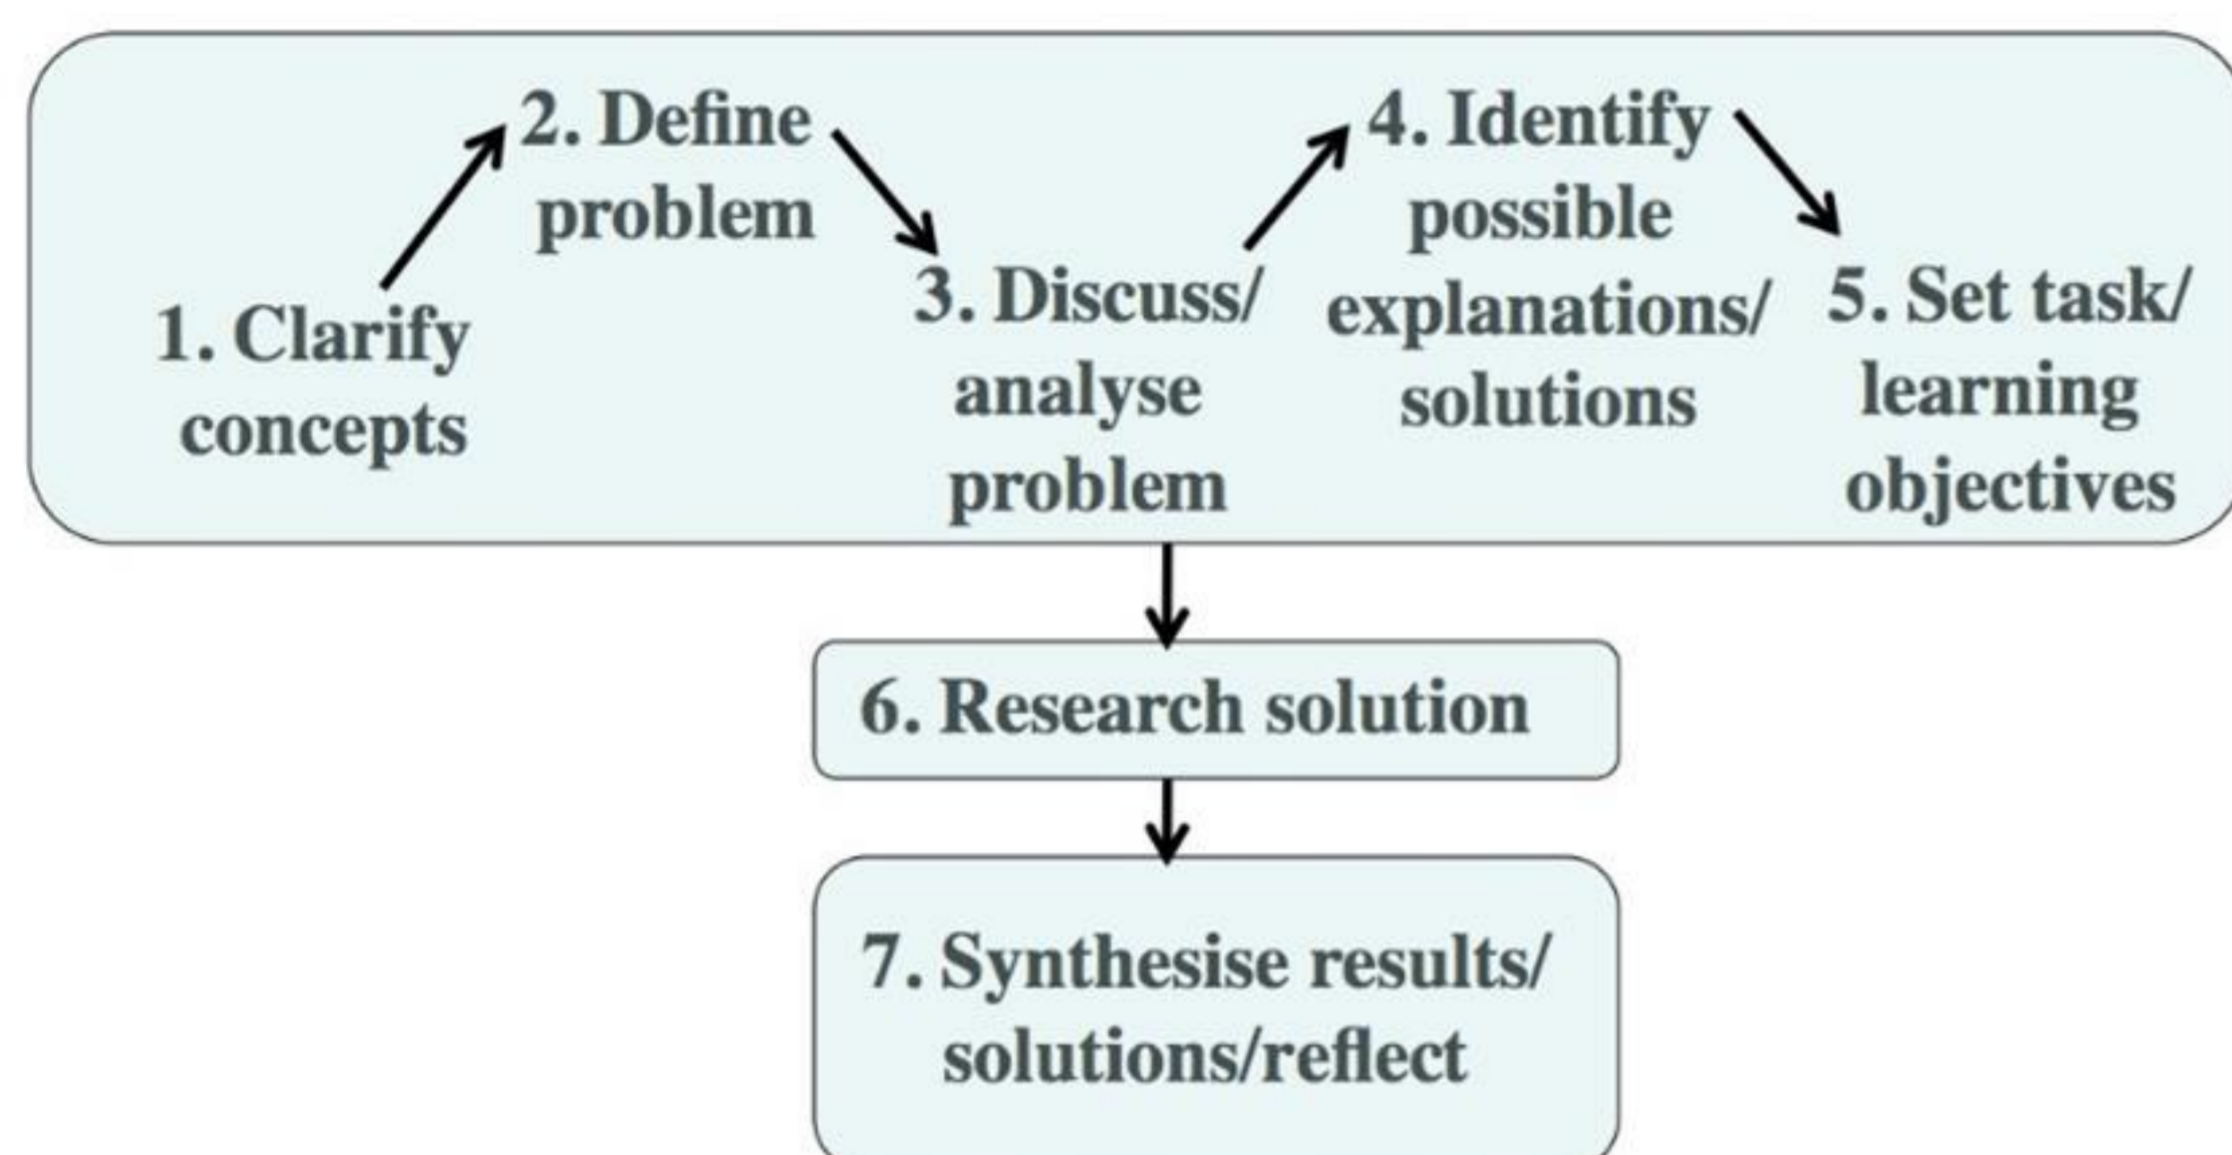 1. Clarify
concepts
2. Define
problem
3. Discuss/
analyse
problem
4. Identify
possible
explanations/
solutions
5. Set task/
learning
objectives
6. Research solution
7. Synthesise results/
solutions/reflect